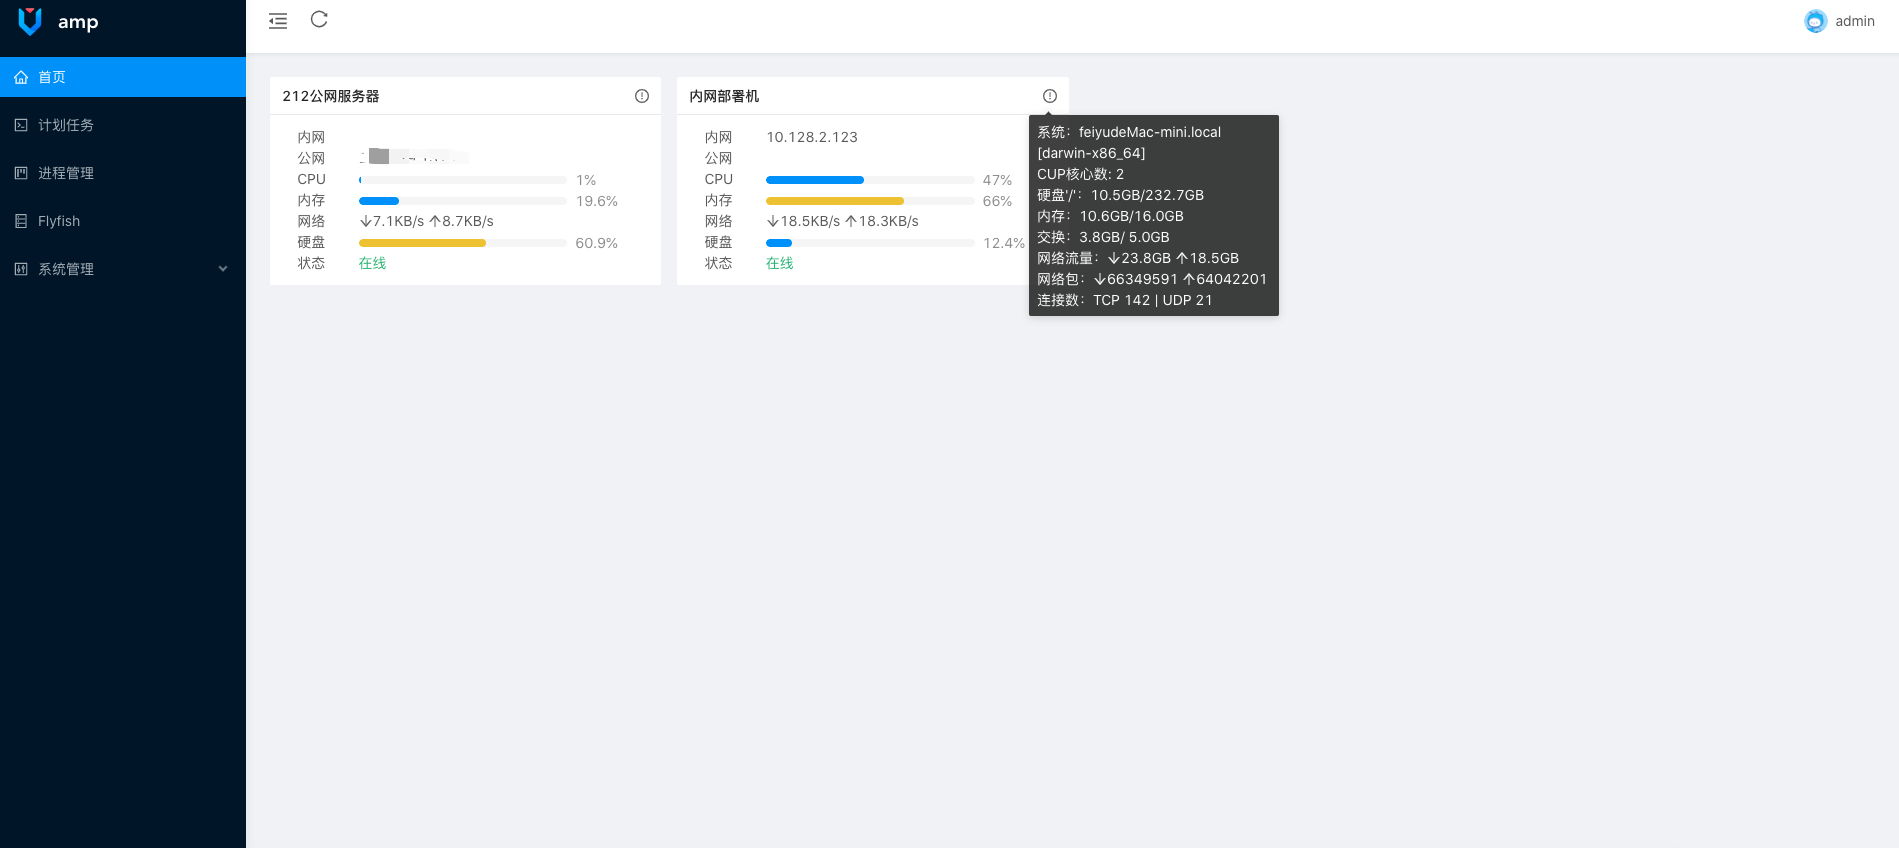 amp
admin
首页
计划任务
进程管理
Flyfish
系统管理
212公网服务器
内网
公网
CPU 1%
内存 19.6%
网络 ↓7.1KB/s ↑8.7KB/s
硬盘 60.9%
状态 在线
内网部署机
内网 10.128.2.123
公网
CPU 47%
内存 66%
网络 ↓18.5KB/s ↑18.3KB/s
硬盘 12.4%
状态 在线
系统：feiyudeMac-mini.local
[darwin-x86_64]
CUP核心数: 2
硬盘'/'：10.5GB/232.7GB
内存：10.6GB/16.0GB
交换：3.8GB/ 5.0GB
网络流量：↓23.8GB ↑18.5GB
网络包：↓66349591 ↑64042201
连接数：TCP 142 | UDP 21